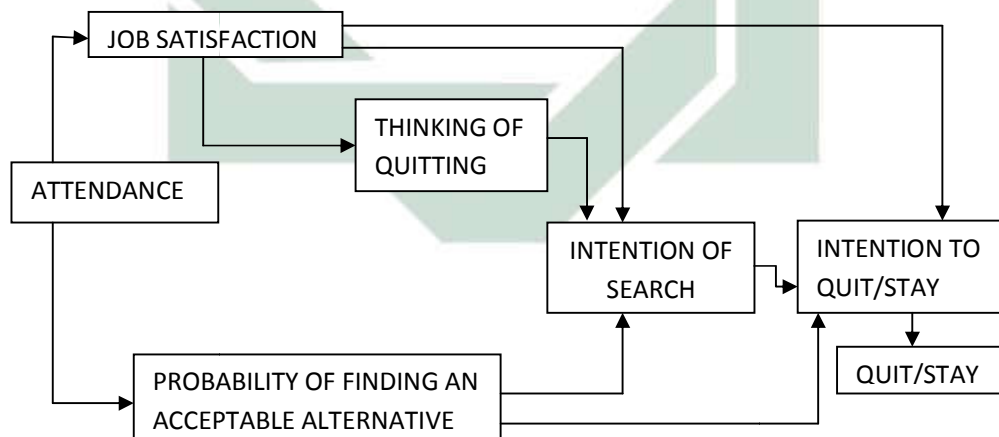 JOB SATISFACTION
THINKING OF
QUITTING
ATTENDANCE
INTENTION OF
SEARCH
INTENTION TO
QUIT/STAY
QUIT/STAY
PROBABILITY OF FINDING AN
ACCEPTABLE ALTERNATIVE